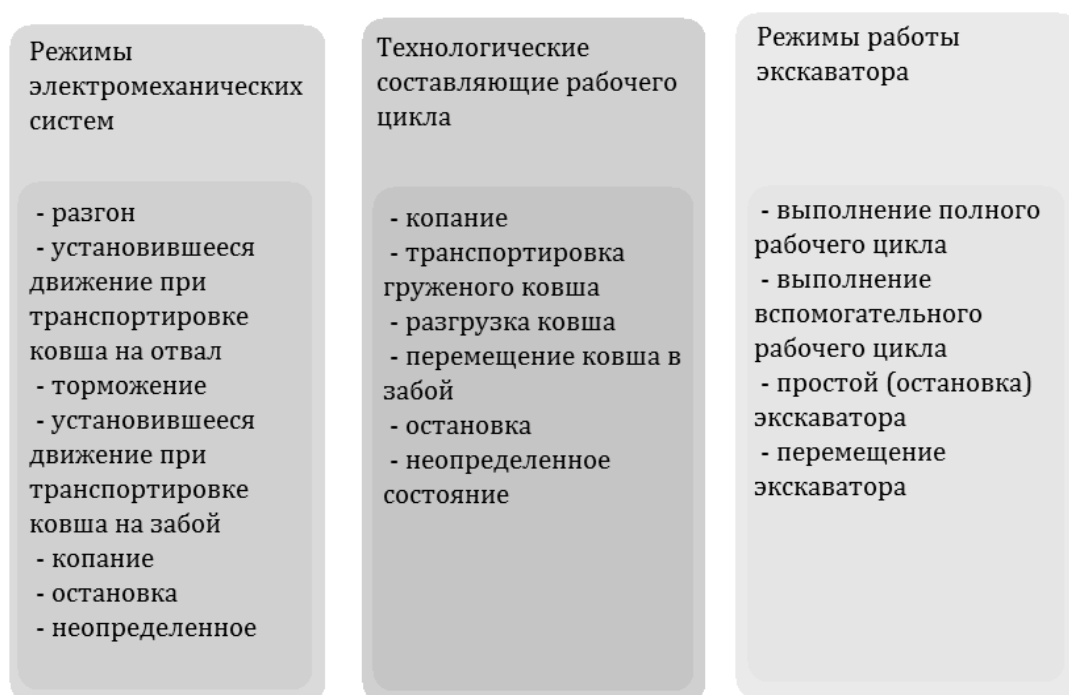 Режимы
электромеханических
систем
- разгон
- установившееся
движение при
транспортировке
ковша на отвал
- торможение
- установившееся
движение при
транспортировке
ковша на забой
- копание
- остановка
- неопределенное
Технологические
составляющие рабочего
цикла
- копание
- транспортировка
груженого ковша
- разгрузка ковша
- перемещение ковша в
забой
- остановка
- неопределенное
состояние
Режимы работы
экскаватора
- выполнение полного
рабочего цикла
- выполнение
вспомогательного
рабочего цикла
- простой (остановка)
экскаватора
- перемещение
экскаватора